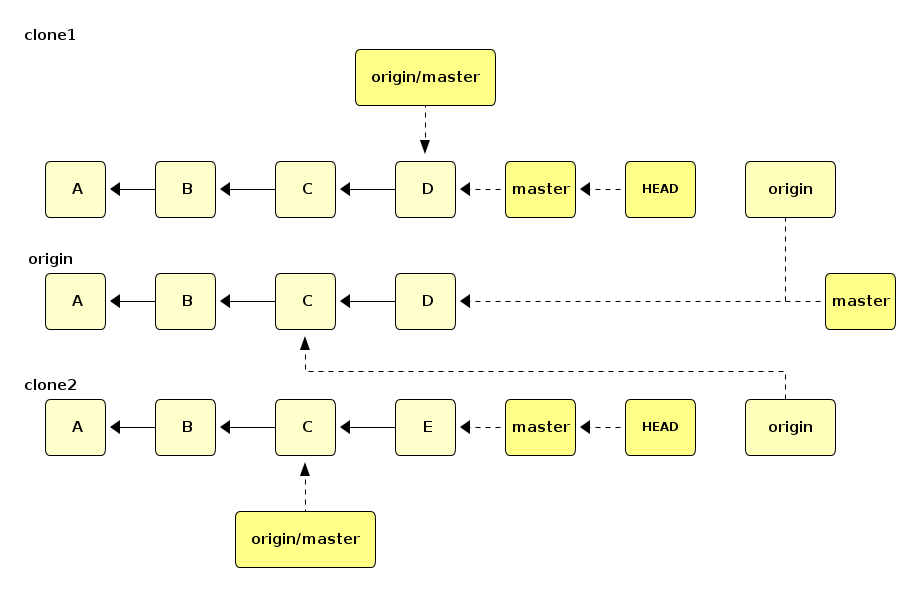 clone1
origin/master
A B C D master HEAD origin
origin
A B C D master
clone2
A B C E master HEAD origin
origin/master